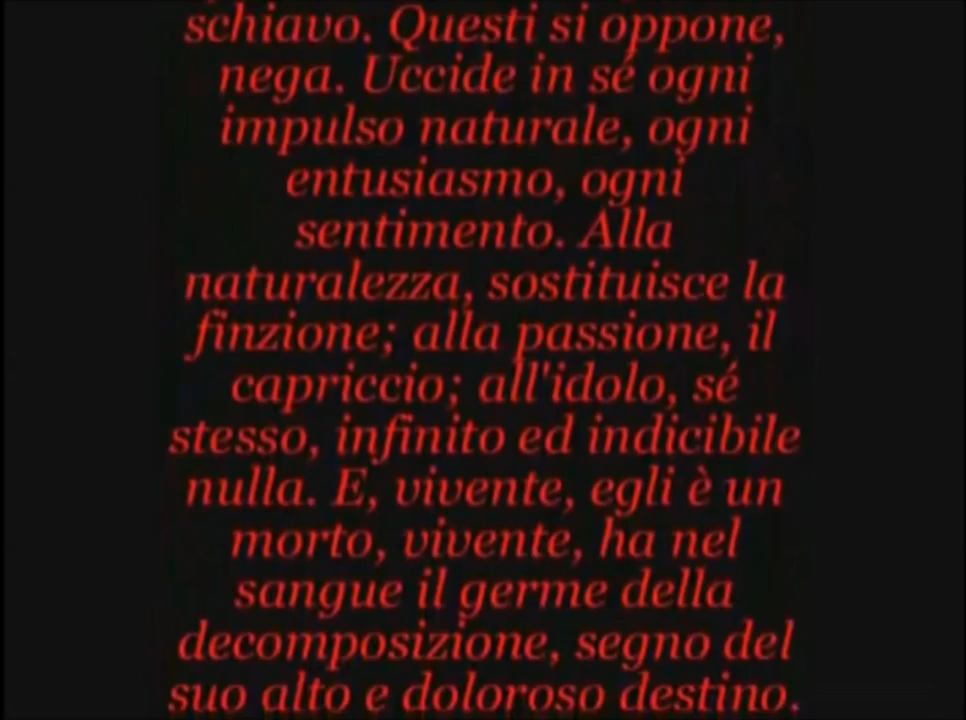 schiavo. Questi si oppone,
nega. Uccide in sé ogni
impulso naturale, ogni
entusiasmo, ogni
sentimento. Alla
naturalezza, sostituisce la
finzione; alla passione, il
capriccio; all'idolo, sé
stesso, infinito ed indicibile
nulla. E, vivente, egli è un
morto, vivente, ha nel
sangue il germe della
decomposizione, segno del
suo alto e doloroso destino.